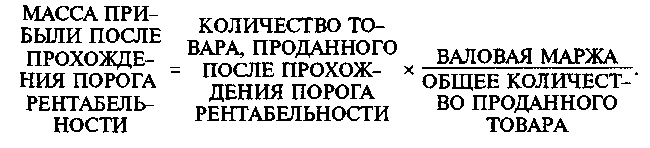 МАССА ПРИ-
БЫЛИ ПОСЛЕ
ПРОХОЖДЕ-
НИЯ ПОРОГА
РЕНТАБЕЛЬ-
НОСТИ
=
КОЛИЧЕСТВО ТО-
ВАРА, ПРОДАННОГО
ПОСЛЕ ПРОХОЖ-
ДЕНИЯ ПОРОГА
РЕНТАБЕЛЬНОСТИ
×
ВАЛОВАЯ МАРЖА
ОБЩЕЕ КОЛИЧЕСТ-
ВО ПРОДАННОГО
ТОВАРА
.